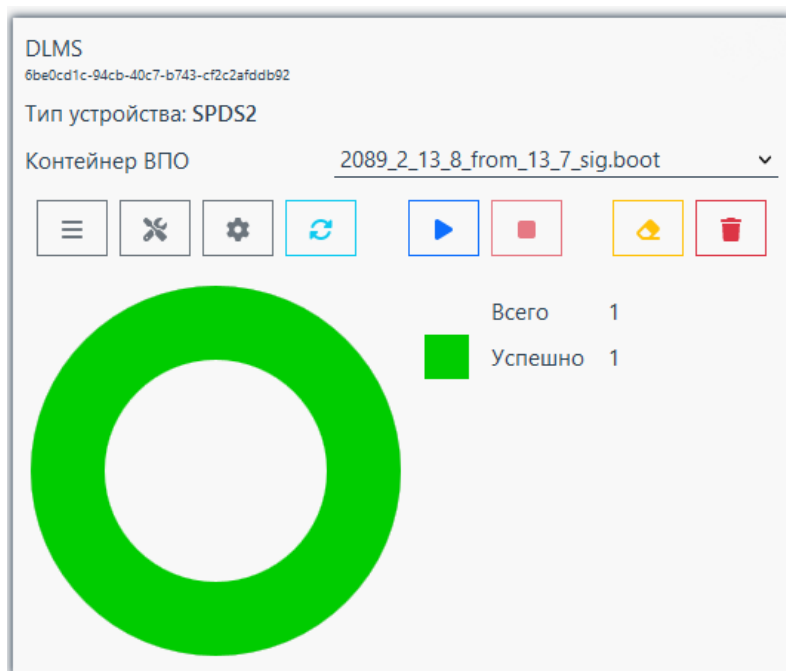 DLMS
6be0cd1c-94cb-40c7-b743-cf2c2afddb92
Тип устройства: SPDS2
Контейнер ВПО 2089_2_13_8_from_13_7_sig.boot
Всего 1
Успешно 1